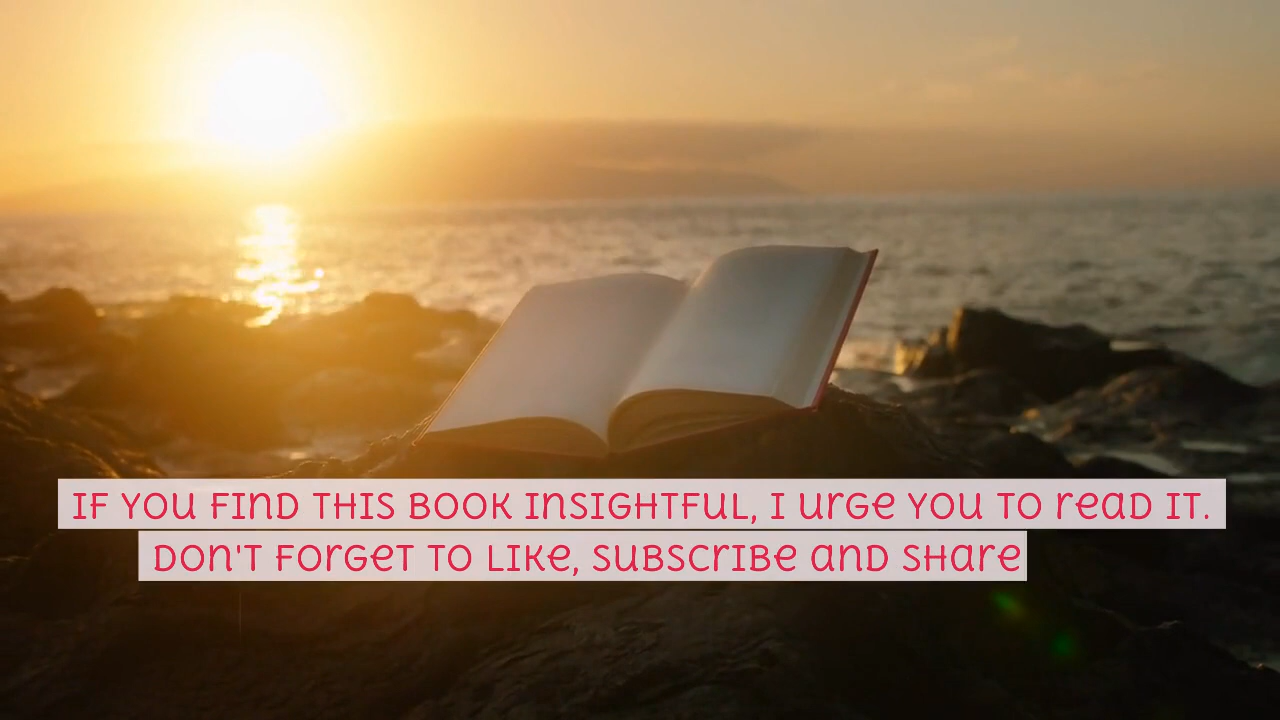 IF YOU FIND THIS BOOK INSIGHTFUL, I URGE YOU TO READ IT.
DON'T FORGET TO LIKE, SUBSCRIBE AND SHARE